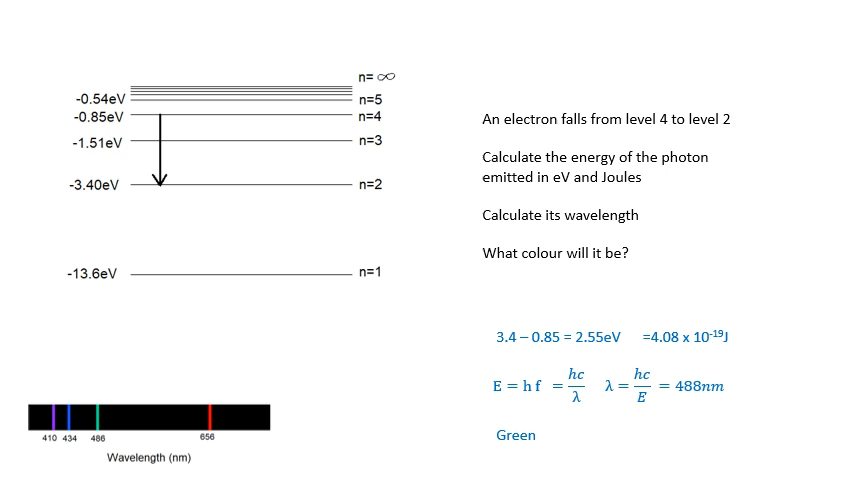 n= ∞
-0.54eV n=5
-0.85eV n=4
-1.51eV n=3
-3.40eV n=2
-13.6eV n=1
410 434 486 656
Wavelength (nm)
An electron falls from level 4 to level 2
Calculate the energy of the photon
emitted in eV and Joules
Calculate its wavelength
What colour will it be?
3.4 – 0.85 = 2.55eV =4.08 x 10⁻¹⁹J
E = h f = hc/λ λ = hc/E = 488nm
Green